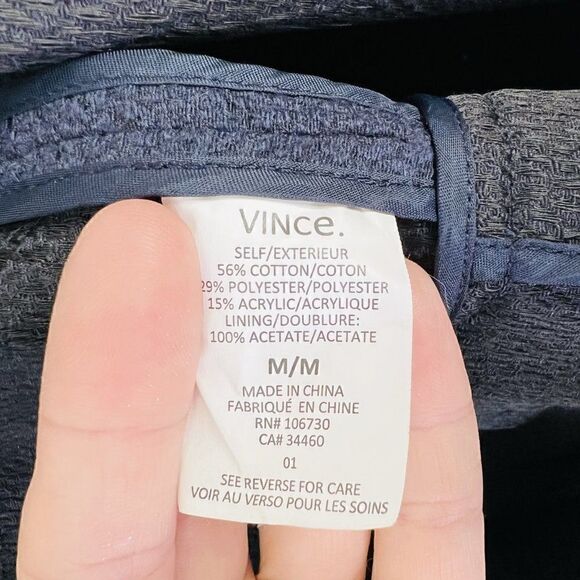 VINce.
SELF/EXTERIEUR
56% COTTON/COTON
29% POLYESTER/POLYESTER
15% ACRYLIC/ACRYLIQUE
LINING/DOUBLURE:
100% ACETATE/ACETATE
M/M
MADE IN CHINA
FABRIQUÉ EN CHINE
RN# 106730
CA# 34460
01
SEE REVERSE FOR CARE
VOIR AU VERSO POUR LES SOINS